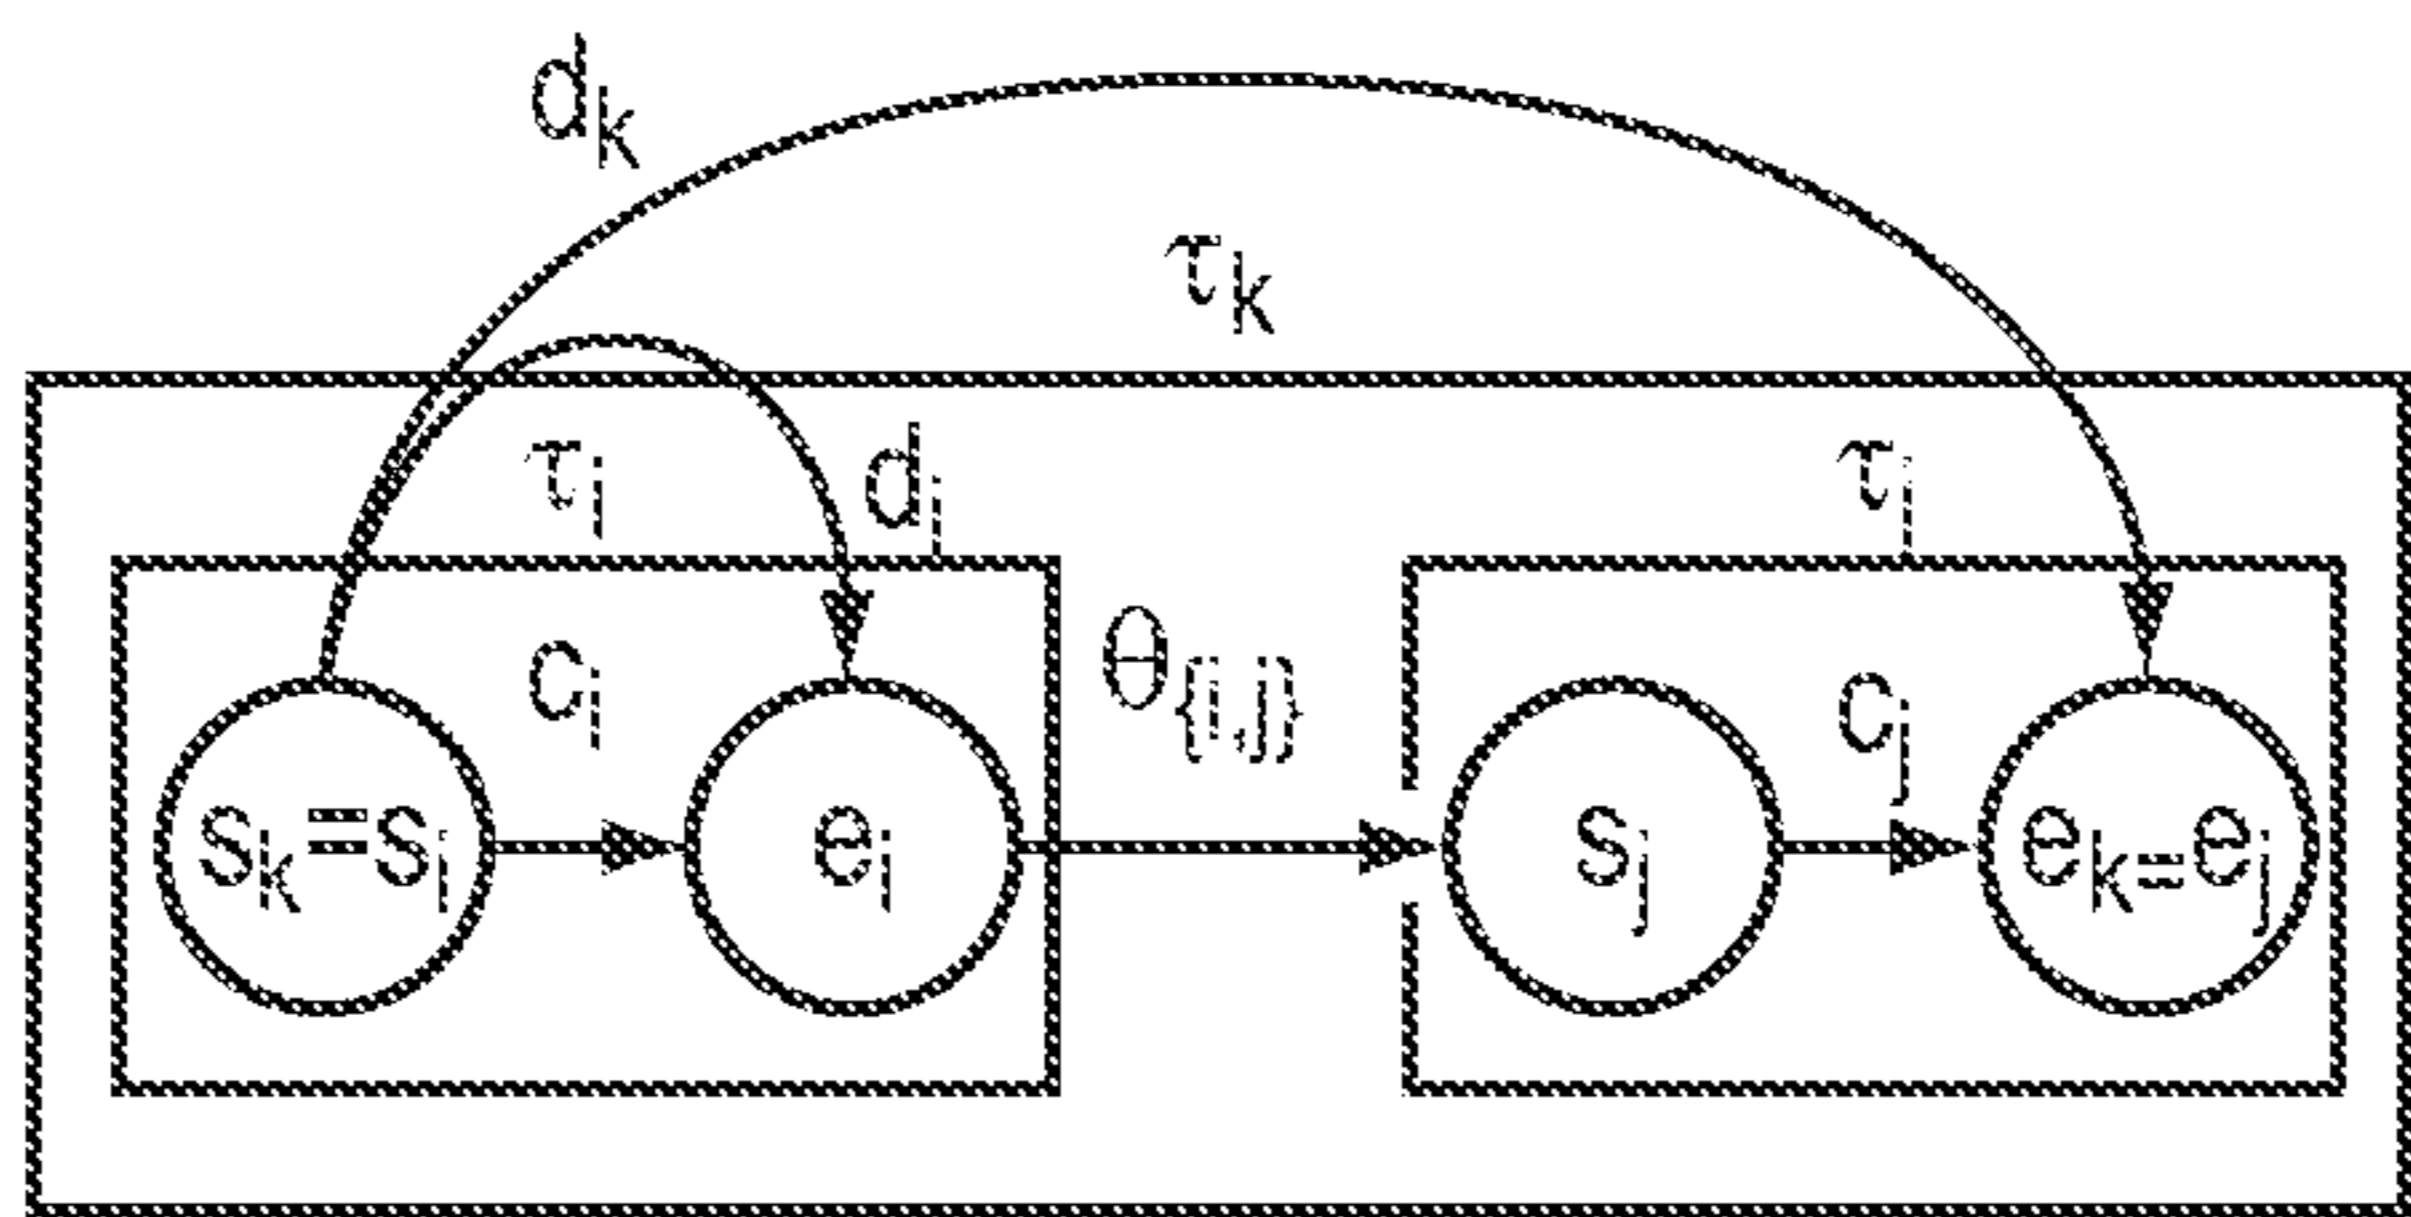 dk
τk
τi
di
τj
ci
θ{i,j}
cj
sk=si
ei
sj
ek=ej